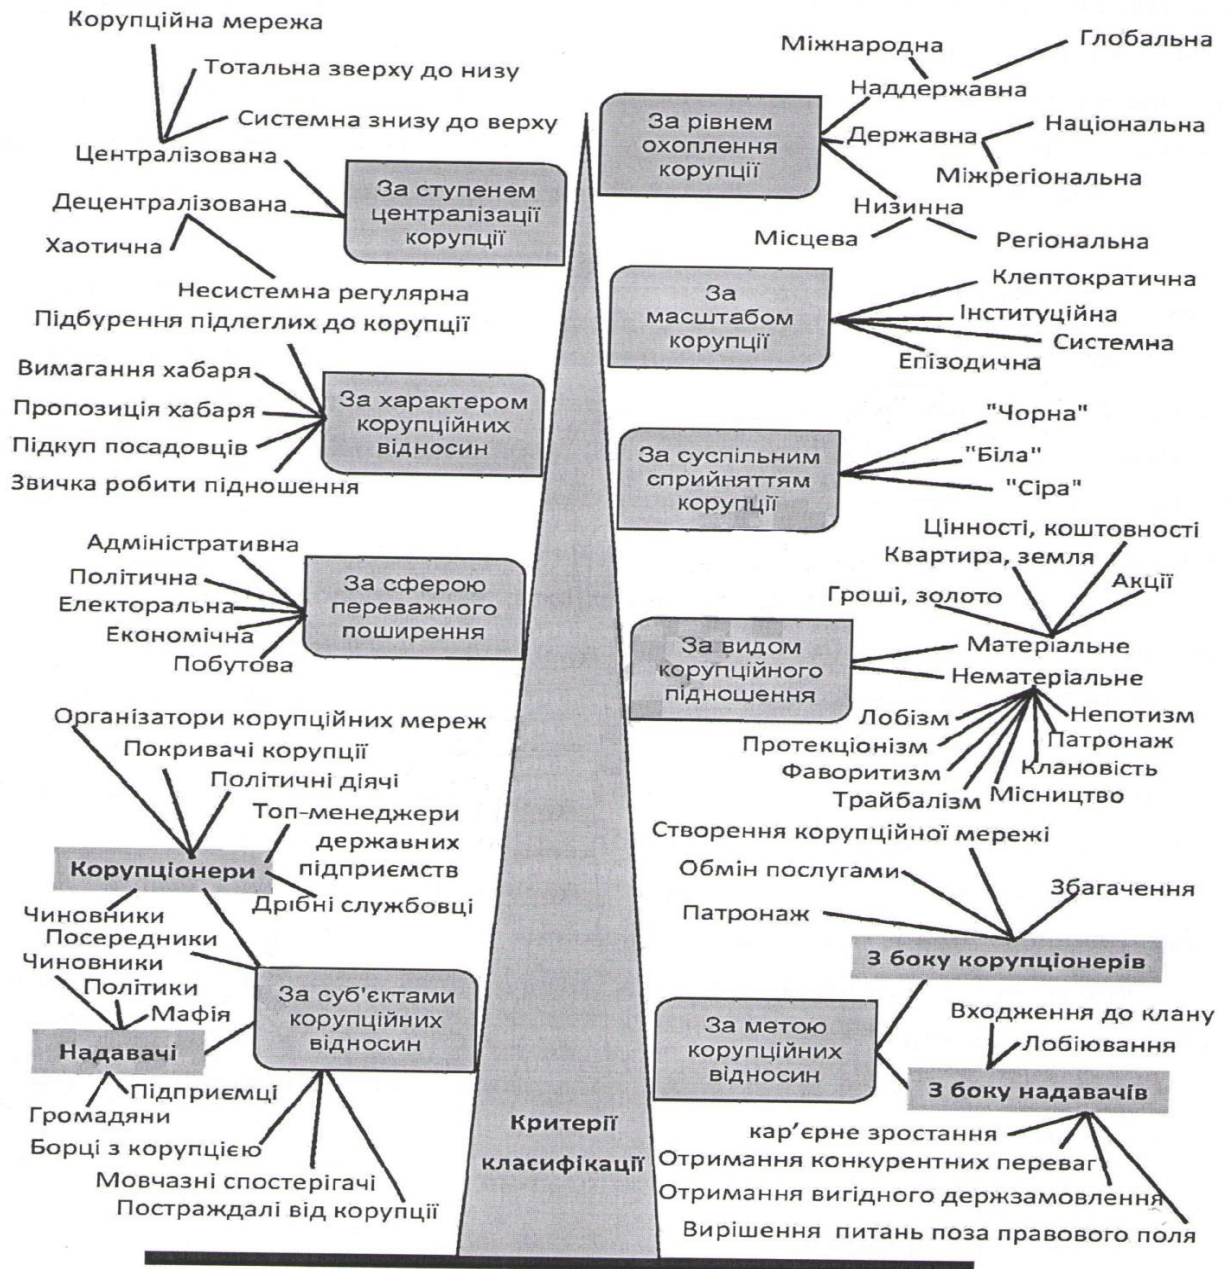 Корупційна мережа
Тотальна зверху до низу
Системна знизу до верху
Централізована
Децентралізована
Хаотична
Несистемна регулярна
За ступенем
централізації
корупції
Підбурення підлеглих до корупції
Вимагання хабаря
Пропозиція хабаря
Підкуп посадовців
Звичка робити підношення
За характером
корупційних
відносин
Адміністративна
Політична
Електоральна
Економічна
Побутова
За сферою
переважного
поширення
Організатори корупційних мереж
Покривачі корупції
Політичні діячі
Топ-менеджери
державних
підприємств
Корупціонери
Дрібні службовці
Чиновники
Посередники
Чиновники
Політики
Мафія
Надавачі
Підприємці
Громадяни
За суб'єктами
корупційних
відносин
Борці з корупцією
Мовчазні спостерігачі
Постраждалі від корупції
Критерії
класифікації
Міжнародна
Глобальна
Наддержавна
Державна
Національна
Міжрегіональна
Низинна
Місцева
Регіональна
За рівнем
охоплення
корупції
За
масштабом
корупції
Клептократична
Інституційна
Системна
Епізодична
За суспільним
сприйняттям
корупції
"Чорна"
"Біла"
"Сіра"
Цінності, коштовності
Квартира, земля
Акції
Гроші, золото
Матеріальне
Нематеріальне
За видом
корупційного
підношення
Лобізм
Непотизм
Протекціонізм
Патронаж
Фаворитизм
Клановість
Трайбалізм
Місництво
Створення корупційної мережі
Обмін послугами
Збагачення
Патронаж
З боку корупціонерів
За метою
корупційних
відносин
Входження до клану
Лобіювання
З боку надавачів
кар’єрне зростання
Отримання конкурентних переваг
Отримання вигідного держзамовлення
Вирішення питань поза правового поля